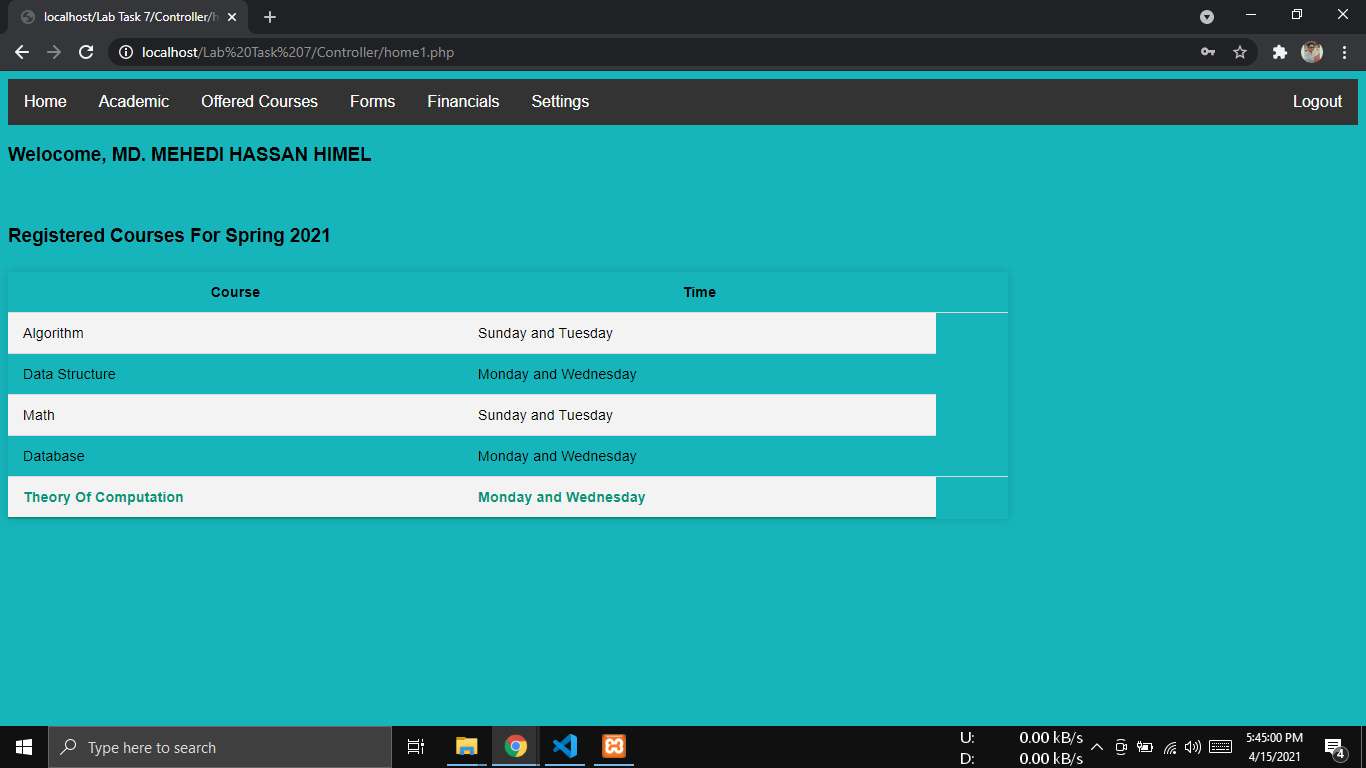 localhost/Lab Task 7/Controller/h
localhost/Lab%20Task%207/Controller/home1.php
Home Academic Offered Courses Forms Financials Settings Logout
Welocome, MD. MEHEDI HASSAN HIMEL
Registered Courses For Spring 2021
Course Time
Algorithm Sunday and Tuesday
Data Structure Monday and Wednesday
Math Sunday and Tuesday
Database Monday and Wednesday
Theory Of Computation Monday and Wednesday
Type here to search
U: 0.00 kB/s
D: 0.00 kB/s
5:45:00 PM
4/15/2021
4